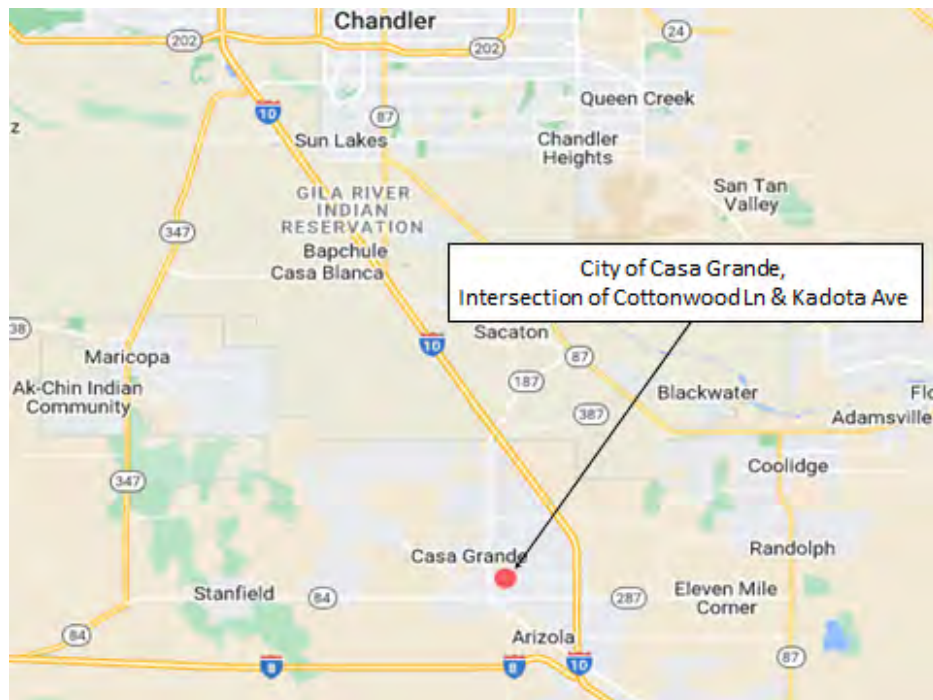 Chandler
202
202
24
10
87
Queen Creek
Sun Lakes
Chandler
Heights
z
GILA RIVER
INDIAN
RESERVATION
San Tan
Valley
347
Bapchule
Casa Blanca
City of Casa Grande,
Intersection of Cottonwood Ln & Kadota Ave
38
Maricopa
10
Sacaton
87
187
Ak-Chin Indian
Community
Blackwater
387
Flo
Adamsville
Coolidge
347
Casa Grande
Randolph
Stanfield
84
287
Eleven Mile
Corner
84
Arizola
8
8
10
87